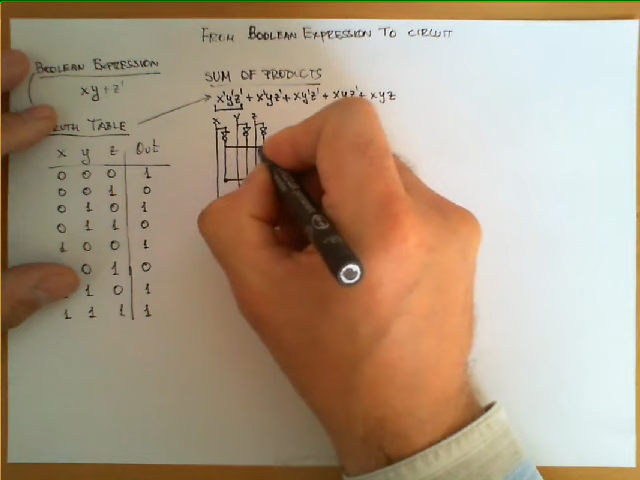 FROM BOOLEAN EXPRESSION TO CIRCUIT
BOOLEAN EXPRESSION
xy+z'
SUM OF PRODUCTS
x'y'z' + x'yz' + xy'z' + xyz' + xyz
TRUTH TABLE
x y z
x y z Out
0 0 0 1
0 0 1 0
0 1 0 1
0 1 1 0
1 0 0 1
0 1 0
1 0 1
1 1 1 1